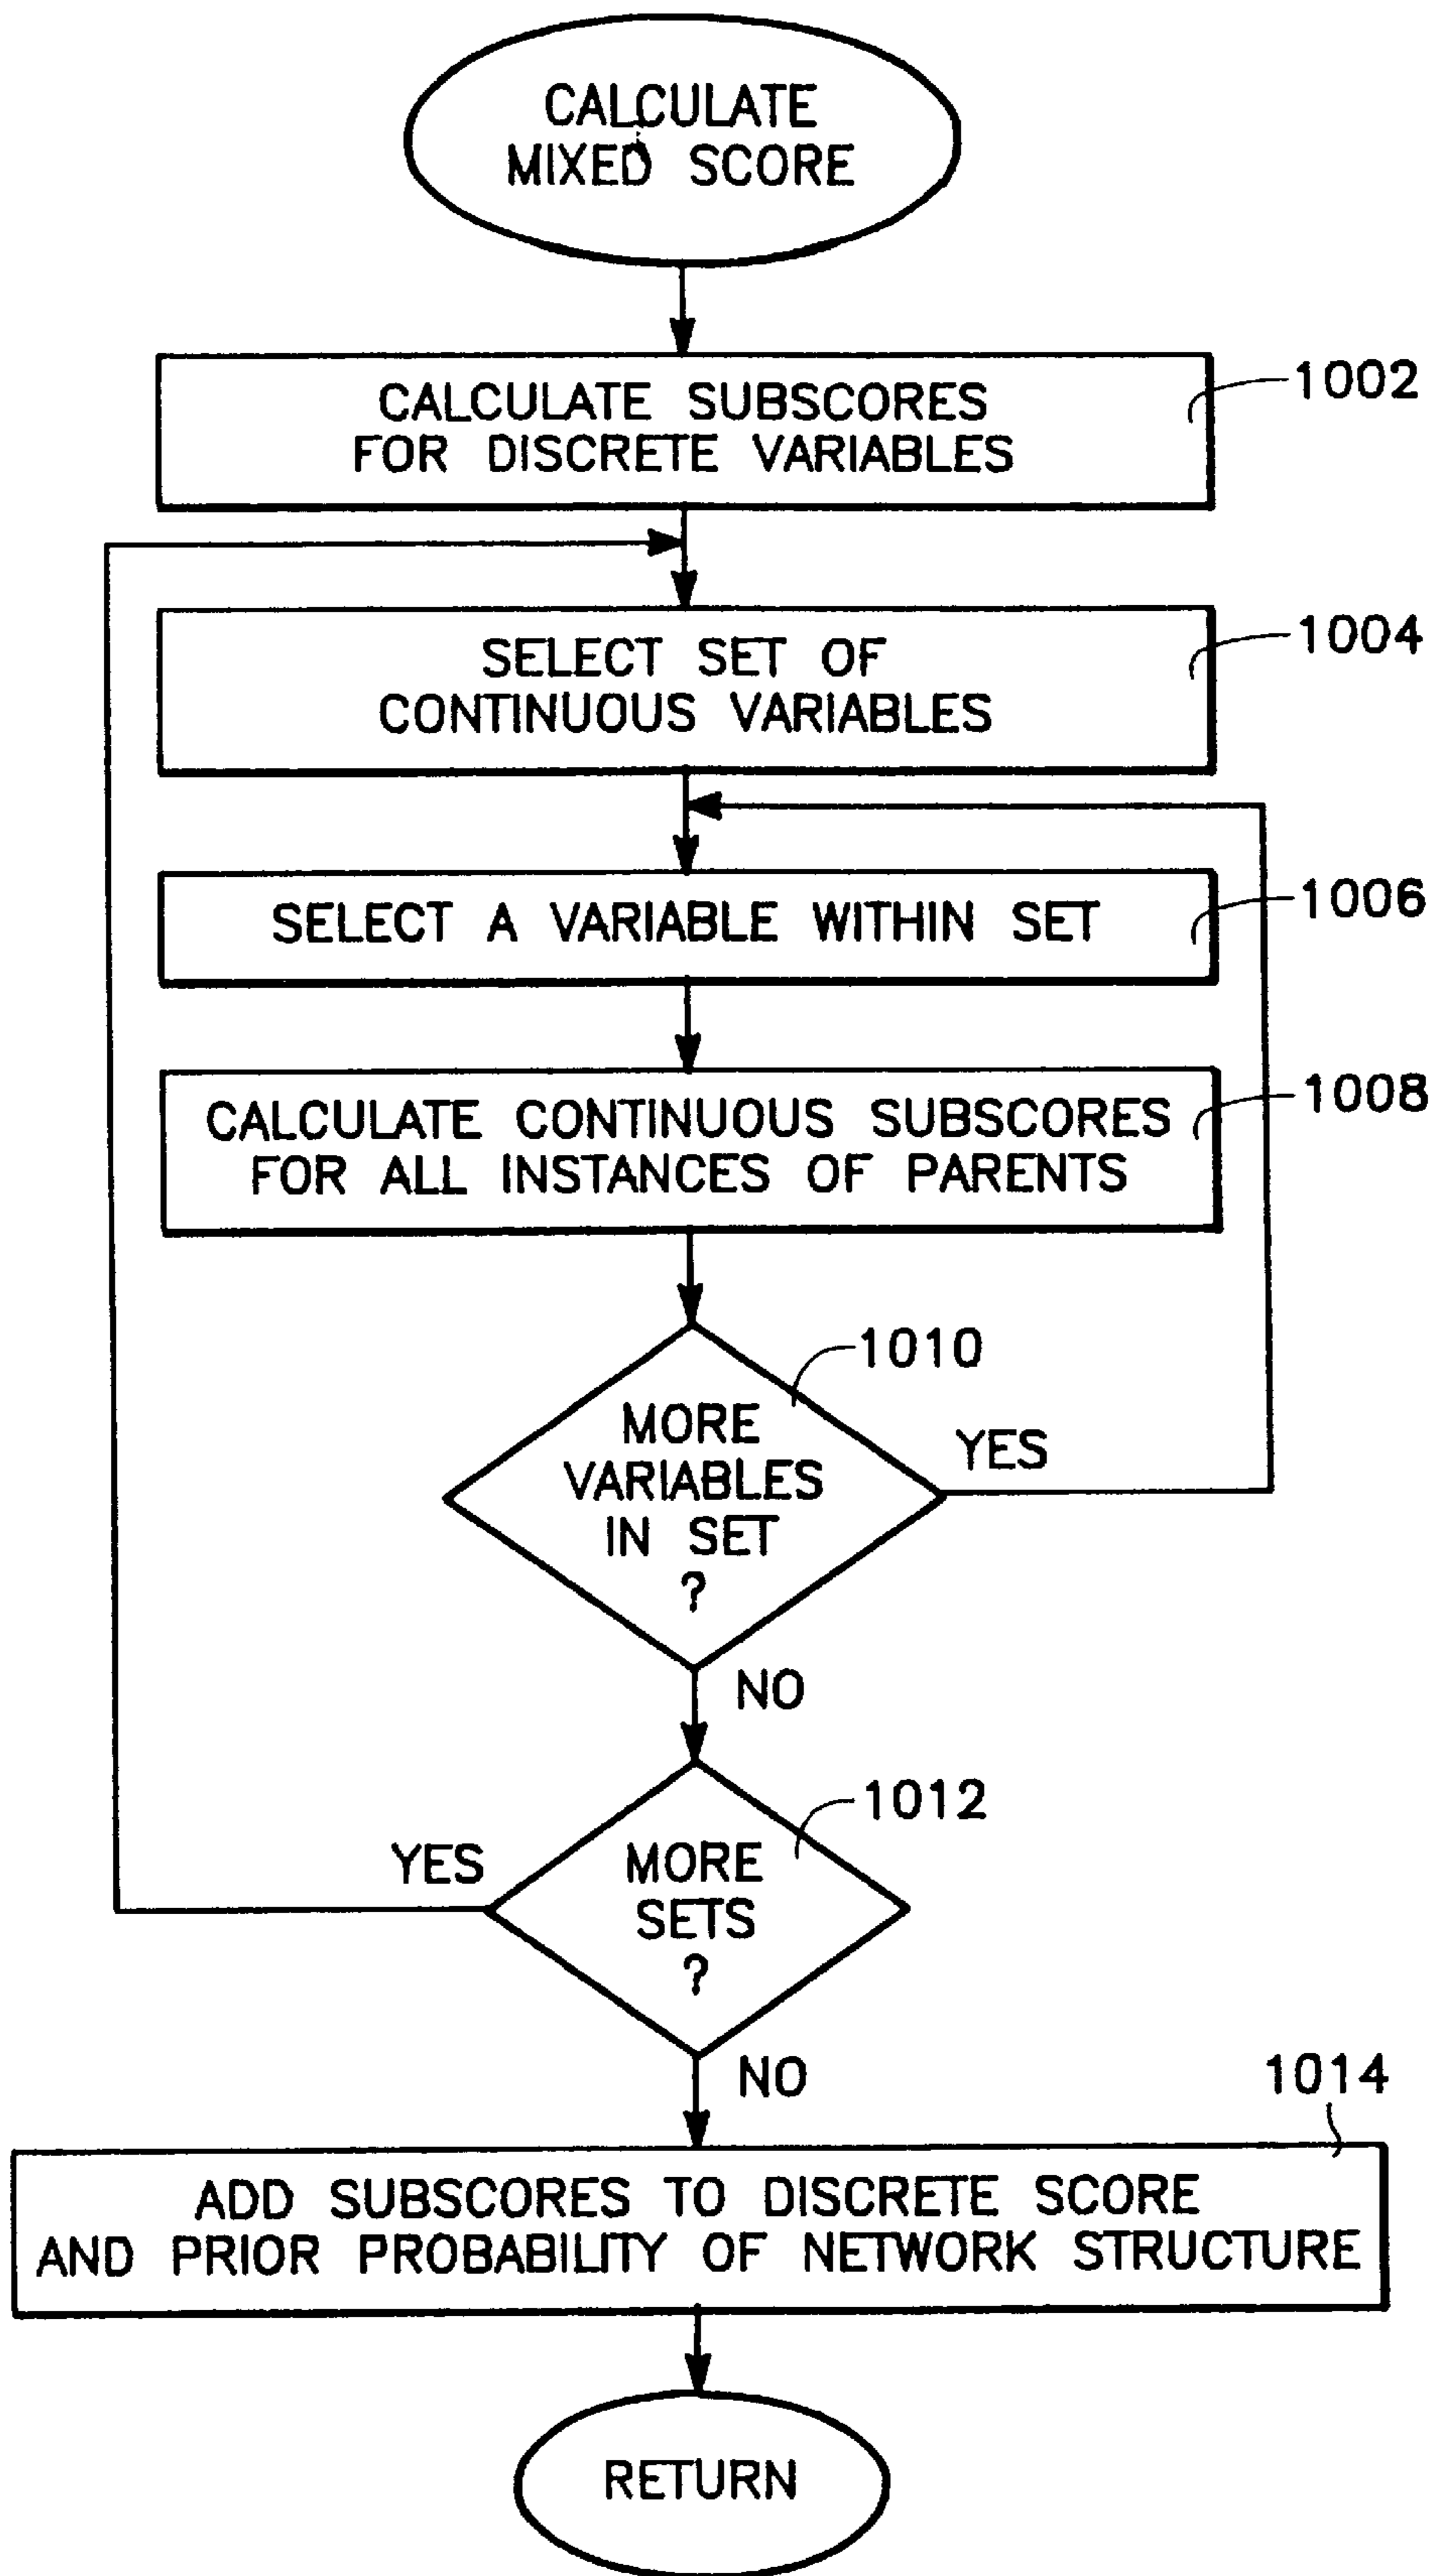 CALCULATE
MIXED SCORE
CALCULATE SUBSCORES
FOR DISCRETE VARIABLES
1002
SELECT SET OF
CONTINUOUS VARIABLES
1004
SELECT A VARIABLE WITHIN SET
1006
CALCULATE CONTINUOUS SUBSCORES
FOR ALL INSTANCES OF PARENTS
1008
1010
MORE
VARIABLES
IN SET
?
YES
NO
1012
YES
MORE
SETS
?
NO
1014
ADD SUBSCORES TO DISCRETE SCORE
AND PRIOR PROBABILITY OF NETWORK STRUCTURE
RETURN